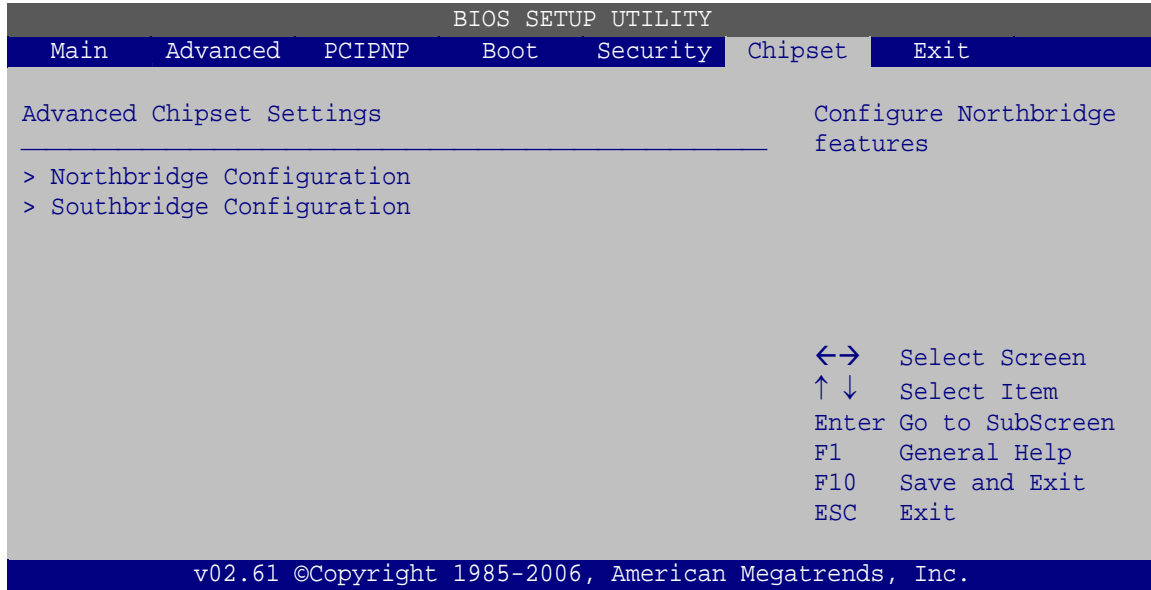 BIOS SETUP UTILITY
Main Advanced PCIPNP Boot Security Chipset Exit
Advanced Chipset Settings
> Northbridge Configuration
> Southbridge Configuration
Configure Northbridge
features
←→ Select Screen
↑ ↓ Select Item
Enter Go to SubScreen
F1 General Help
F10 Save and Exit
ESC Exit
v02.61 ©Copyright 1985-2006, American Megatrends, Inc.